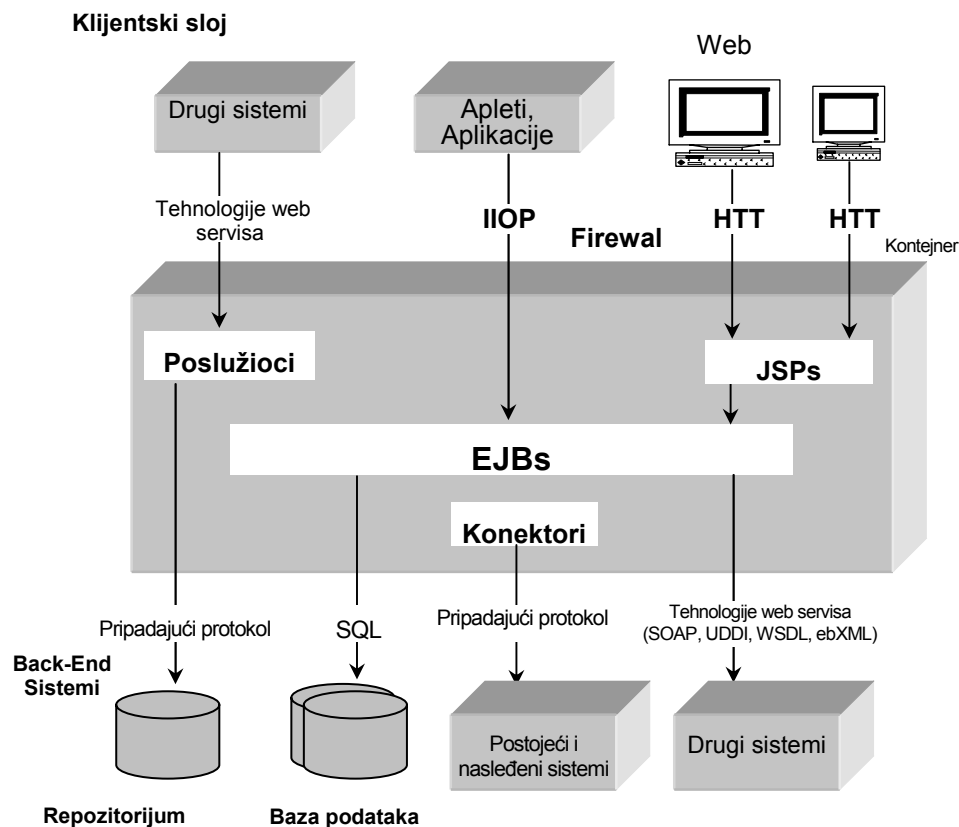 Klijentski sloj
Web
Drugi sistemi
Apleti,
Aplikacije
Tehnologije web
servisa
IIOP
HTT
HTT
Firewal
Kontejner
Poslužioci
JSPs
EJBs
Konektori
Pripadajući protokol
SQL
Pripadajući protokol
Tehnologije web servisa
(SOAP, UDDI, WSDL, ebXML)
Back-End
Sistemi
Postojeći i
nasleđeni sistemi
Drugi sistemi
Repozitorijum
Baza podataka